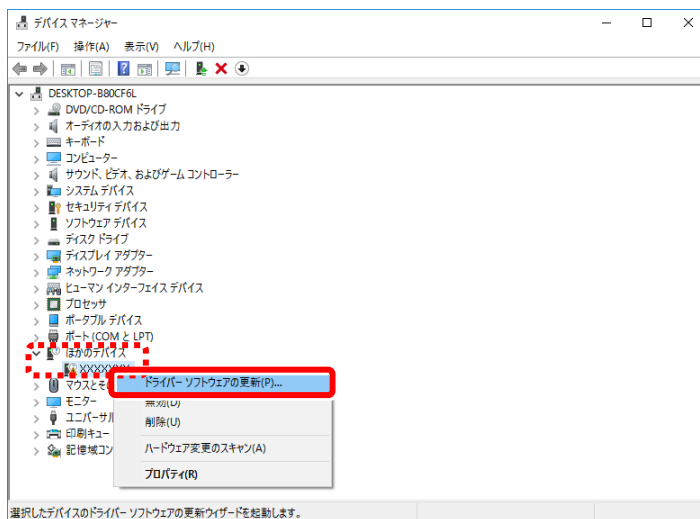 デバイス マネージャー
ファイル(F) 操作(A) 表示(V) ヘルプ(H)
DESKTOP-B80CF6L
DVD/CD-ROM ドライブ
オーディオの入力および出力
キーボード
コンピューター
サウンド、ビデオ、およびゲーム コントローラー
システム デバイス
セキュリティ デバイス
ソフトウェア デバイス
ディスク ドライブ
ディスプレイ アダプター
ネットワーク アダプター
ヒューマン インターフェイス デバイス
プロセッサ
ポータブル デバイス
ポート (COM と LPT)
ほかのデバイス
XXXXXXX
マウスとそ
モニター
ユニバーサル
印刷キュー
記憶域コン
ドライバー ソフトウェアの更新(P)...
無効(D)
削除(U)
ハードウェア変更のスキャン(A)
プロパティ(R)
選択したデバイスのドライバー ソフトウェアの更新ウィザードを起動します。